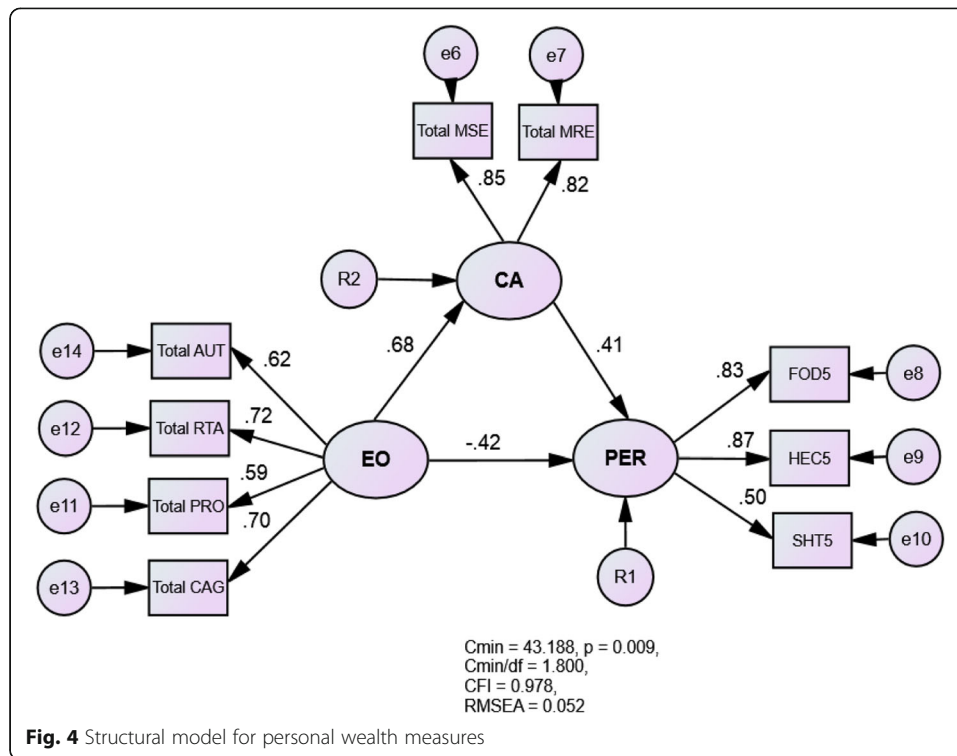 e6
e7
Total MSE
Total MRE
.85
.82
R2
CA
.68
.41
e14
Total AUT
.62
e12
Total RTA
.72
e11
Total PRO
.59
e13
Total CAG
.70
EO
-.42
PER
R1
.83
FOD5
e8
.87
HEC5
e9
.50
SHT5
e10
Cmin = 43.188, p = 0.009,
Cmin/df = 1.800,
CFI = 0.978,
RMSEA = 0.052
Fig. 4 Structural model for personal wealth measures